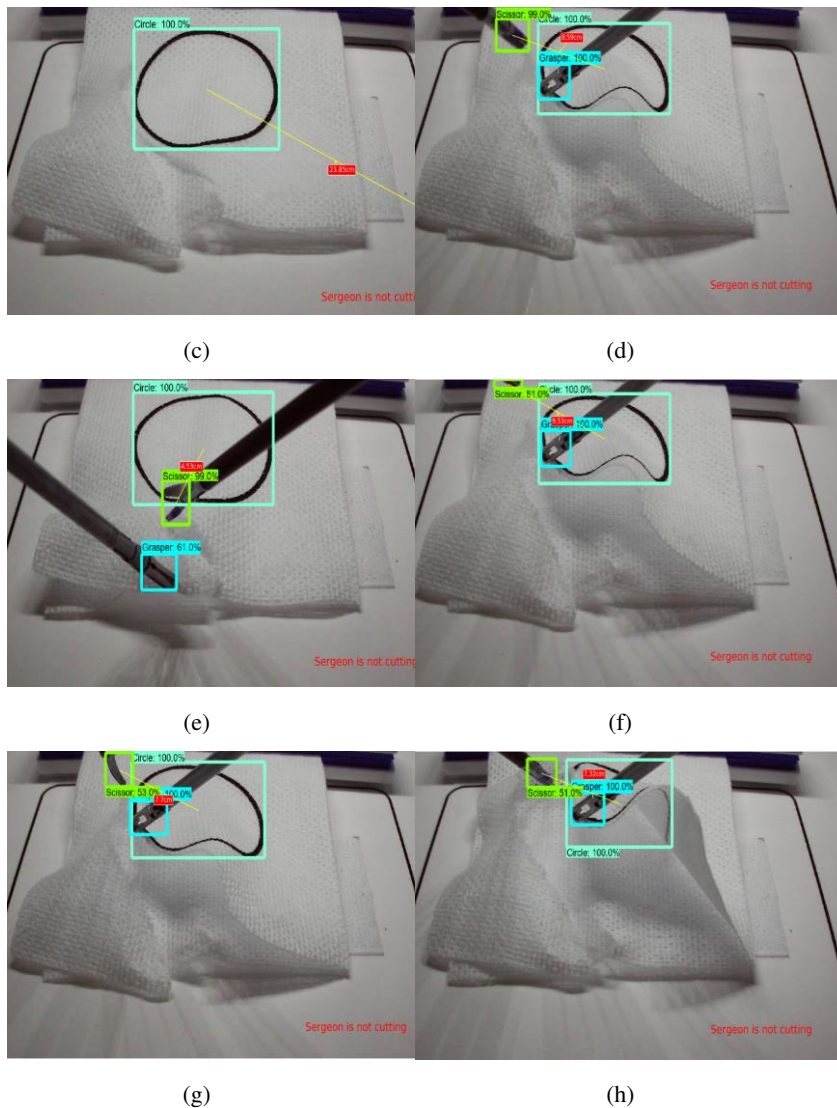 Circle: 100.0%
23.85cm
Sergeon is not cutti
(c)
Scissor: 99.0%
Circle: 100.0%
8.59cm
Grasper: 100.0%
Sergeon is not cutting
(d)
Circle: 100.0%
4.53cm
Scissor: 99.0%
Grasper: 61.0%
Sergeon is not cutting
(e)
Circle: 100.0%
Scissor: 51.0%
100.0%
Sergeon is not cutting
(f)
Circle: 100.0%
Scissor: 53.0%
100.0%
7.7cm
Sergeon is not cutting
(g)
7.32cm
Scissor: 51.0%
Grasper: 100.0%
Circle: 100.0%
Sergeon is not cutting
(h)